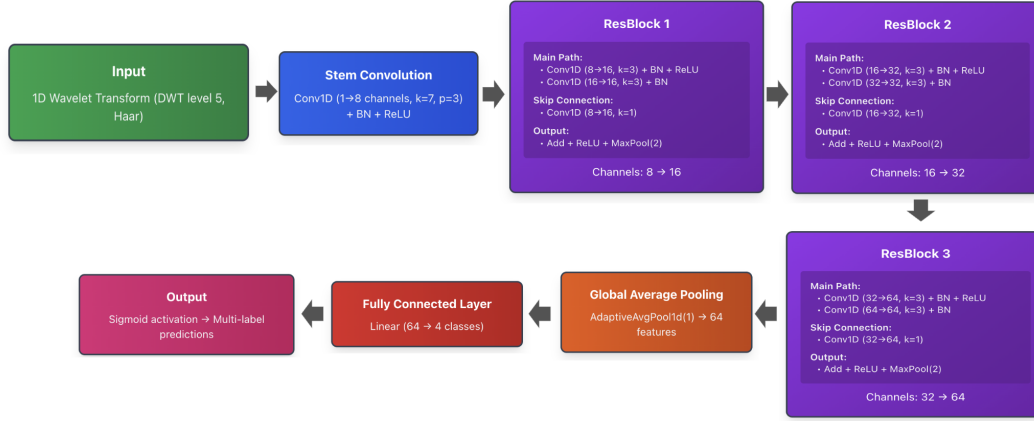 Input
1D Wavelet Transform (DWT level 5,
Haar)
Stem Convolution
Conv1D (1→8 channels, k=7, p=3)
+ BN + ReLU
ResBlock 1
Main Path:
• Conv1D (8→16, k=3) + BN + ReLU
• Conv1D (16→16, k=3) + BN
Skip Connection:
• Conv1D (8→16, k=1)
Output:
• Add + ReLU + MaxPool(2)
Channels: 8 → 16
ResBlock 2
Main Path:
• Conv1D (16→32, k=3) + BN + ReLU
• Conv1D (32→32, k=3) + BN
Skip Connection:
• Conv1D (16→32, k=1)
Output:
• Add + ReLU + MaxPool(2)
Channels: 16 → 32
ResBlock 3
Main Path:
• Conv1D (32→64, k=3) + BN + ReLU
• Conv1D (64→64, k=3) + BN
Skip Connection:
• Conv1D (32→64, k=1)
Output:
• Add + ReLU + MaxPool(2)
Channels: 32 → 64
Global Average Pooling
AdaptiveAvgPool1d(1) → 64
features
Fully Connected Layer
Linear (64 → 4 classes)
Output
Sigmoid activation → Multi-label
predictions